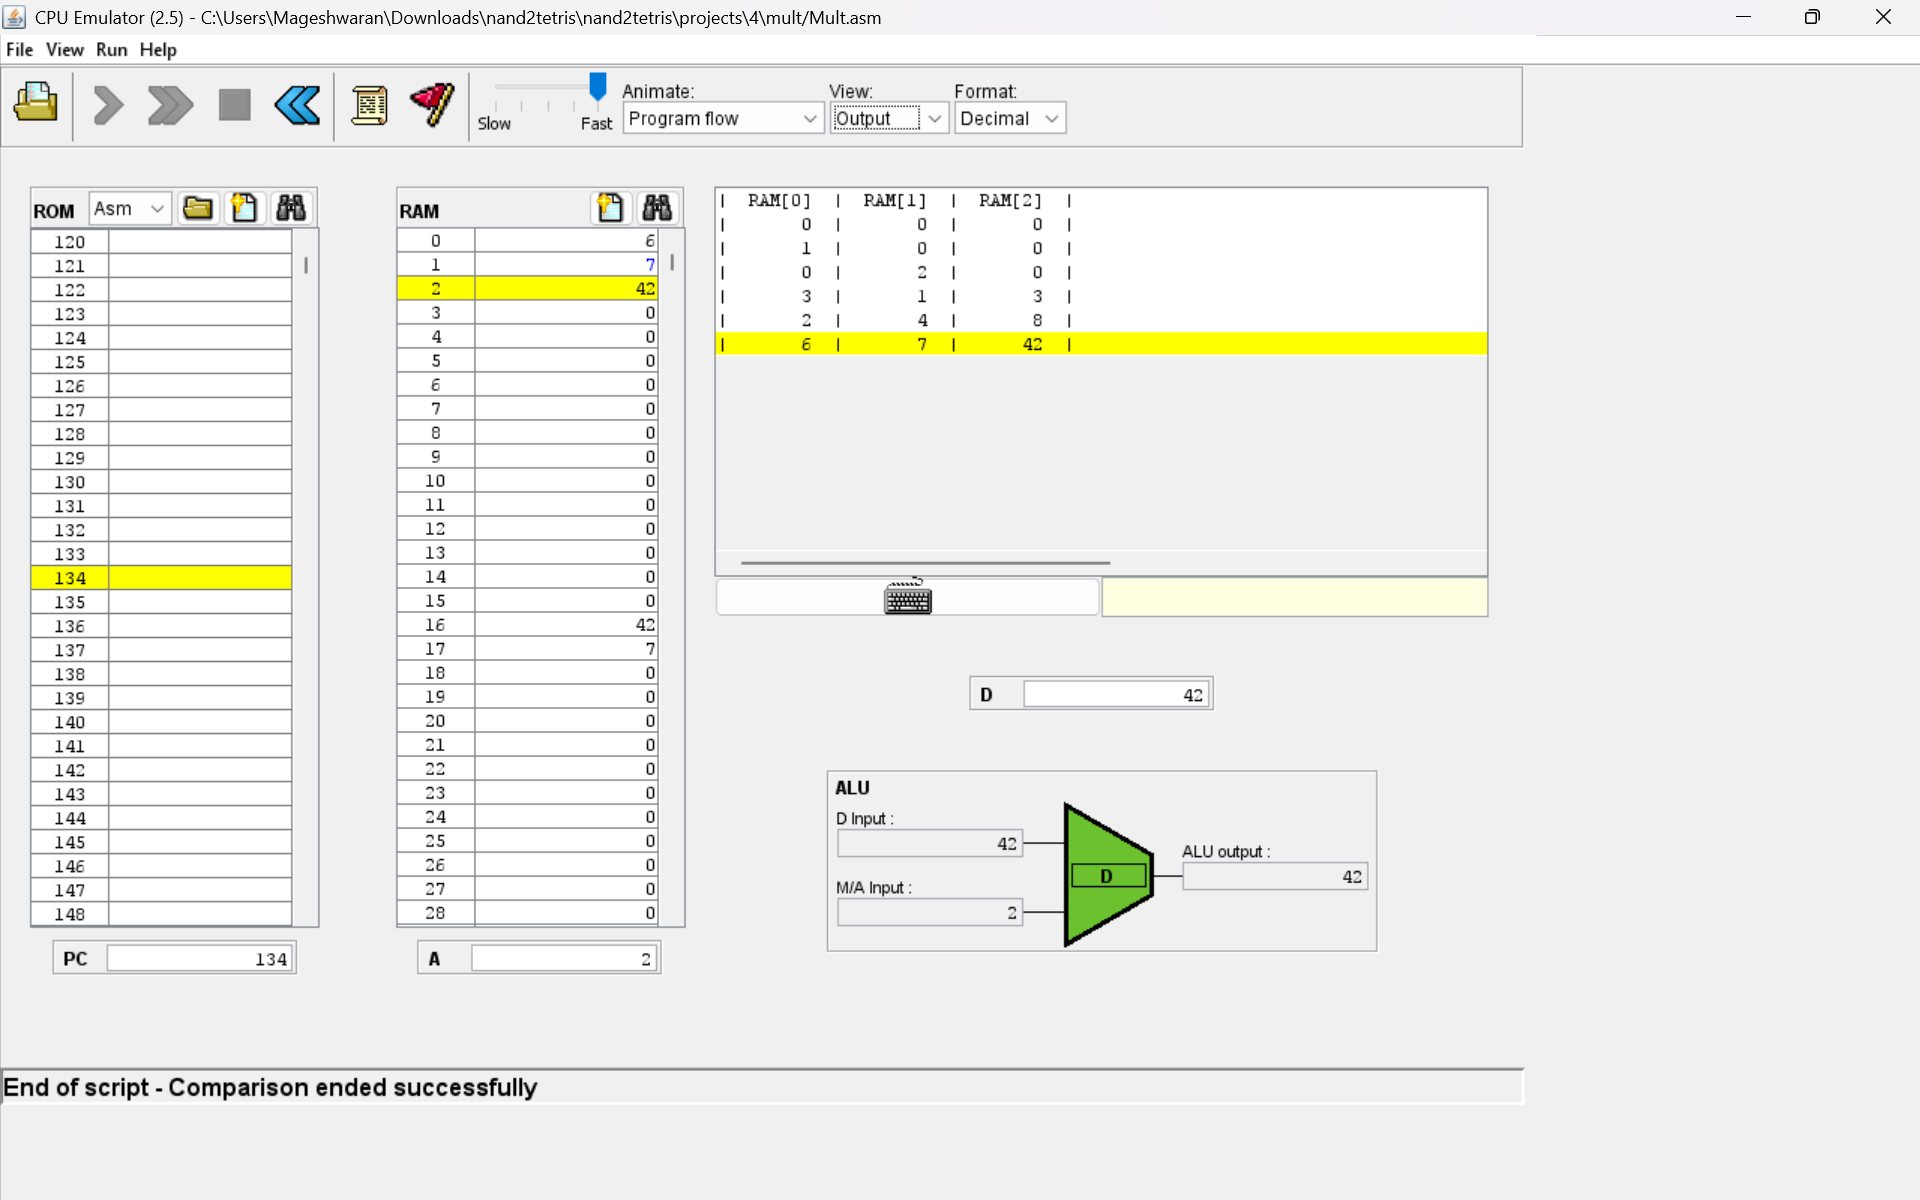 CPU Emulator (2.5) - C:\Users\Mageshwaran\Downloads\nand2tetris\nand2tetris\projects\4\mult/Mult.asm
File View Run Help
Slow Fast
Animate:
Program flow
View:
Output
Format:
Decimal
ROM Asm
120
121
122
123
124
125
126
127
128
129
130
131
132
133
134
135
136
137
138
139
140
141
142
143
144
145
146
147
148
PC 134
RAM
0 6
1 7
2 42
3 0
4 0
5 0
6 0
7 0
8 0
9 0
10 0
11 0
12 0
13 0
14 0
15 0
16 42
17 7
18 0
19 0
20 0
21 0
22 0
23 0
24 0
25 0
26 0
27 0
28 0
A 2
| RAM[0] | RAM[1] | RAM[2] |
| 0 | 0 | 0 |
| 1 | 0 | 0 |
| 0 | 2 | 0 |
| 3 | 1 | 3 |
| 2 | 4 | 8 |
| 6 | 7 | 42 |
D 42
ALU
D Input :
42
M/A Input :
2
D
ALU output :
42
End of script - Comparison ended successfully